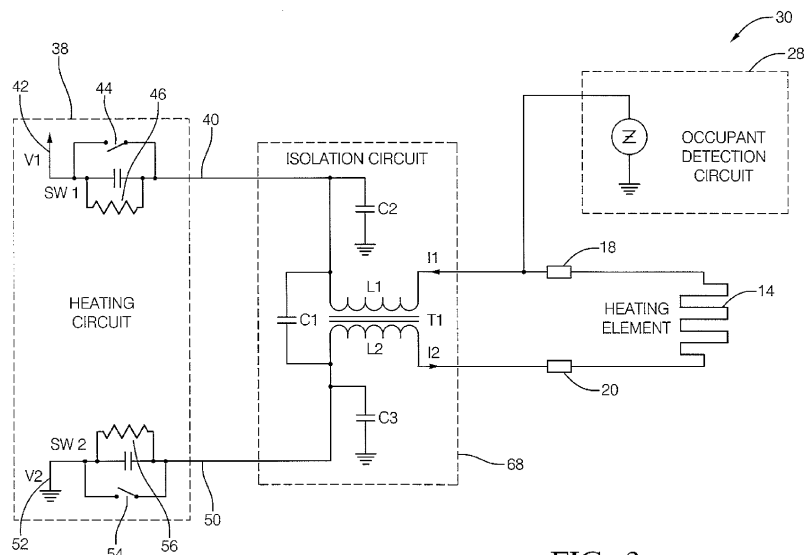 30
38
28
42
44
46
40
ISOLATION CIRCUIT
Z
OCCUPANT
DETECTION
CIRCUIT
V1
SW 1
C2
18
I1
L1
HEATING
CIRCUIT
C1
T1
HEATING
ELEMENT
14
L2
I2
20
C3
SW 2
V2
68
52
54
56
50